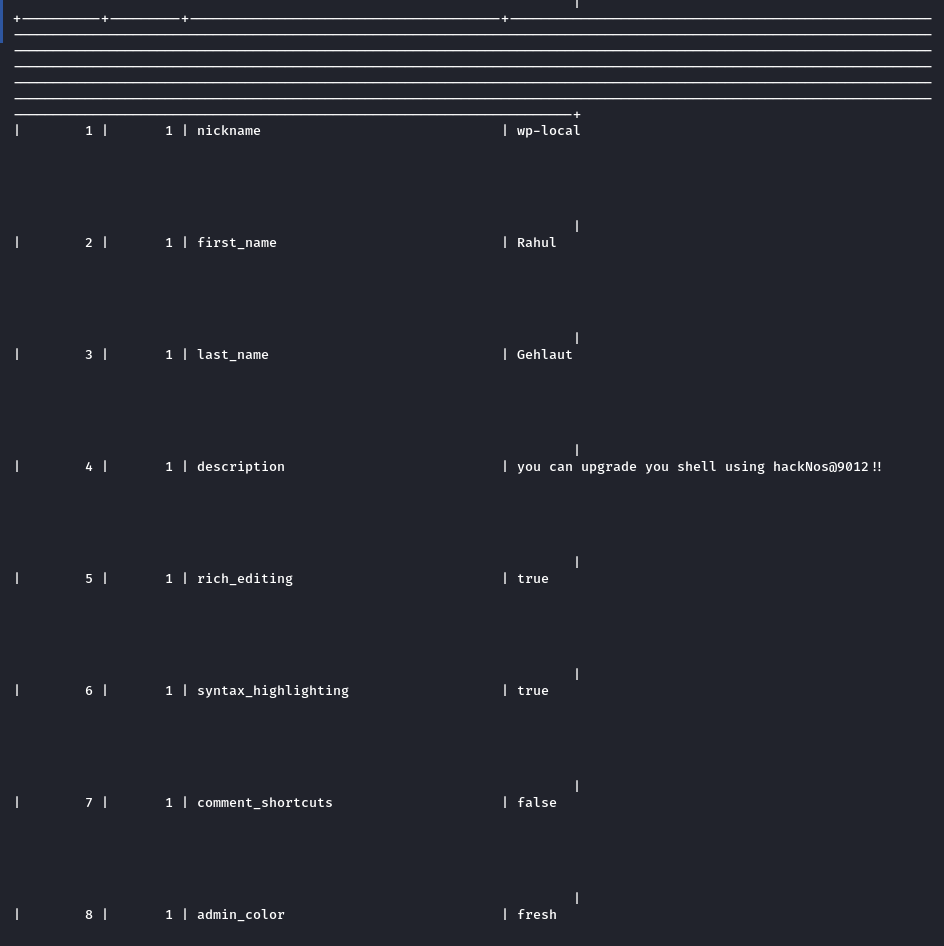 | 1 | 1 | nickname | wp-local
| 2 | 1 | first_name | Rahul
| 3 | 1 | last_name | Gehlaut
| 4 | 1 | description | you can upgrade you shell using hackNos@9012!!
| 5 | 1 | rich_editing | true
| 6 | 1 | syntax_highlighting | true
| 7 | 1 | comment_shortcuts | false
| 8 | 1 | admin_color | fresh